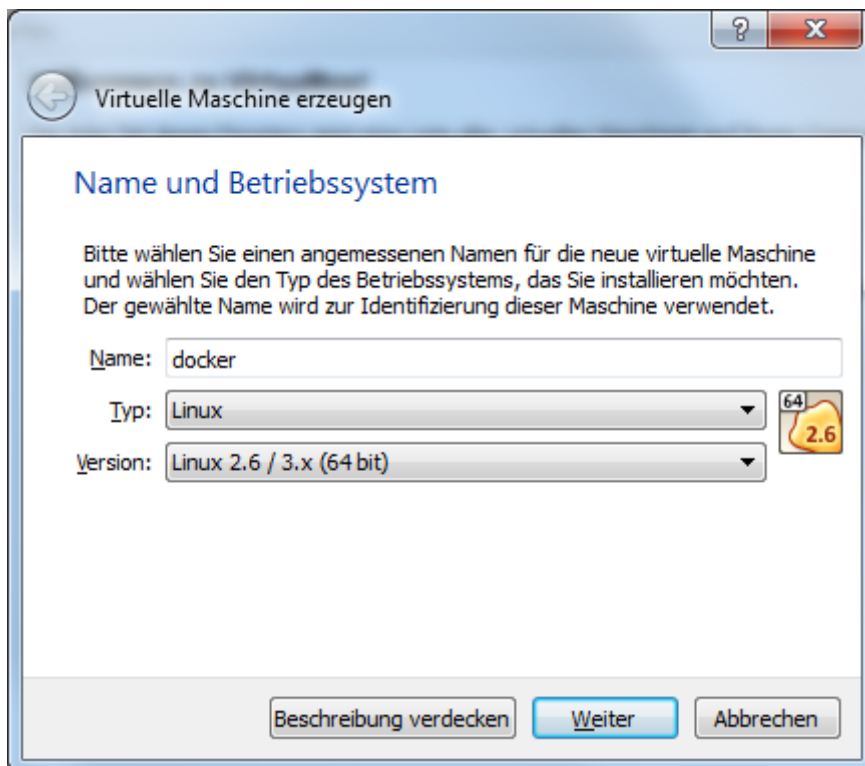 Virtuelle Maschine erzeugen
Name und Betriebssystem
Bitte wählen Sie einen angemessenen Namen für die neue virtuelle Maschine
und wählen Sie den Typ des Betriebssystems, das Sie installieren möchten.
Der gewählte Name wird zur Identifizierung dieser Maschine verwendet.
Name: docker
Typ: Linux
64
2.6
Version: Linux 2.6 / 3.x (64 bit)
Beschreibung verdecken Weiter Abbrechen